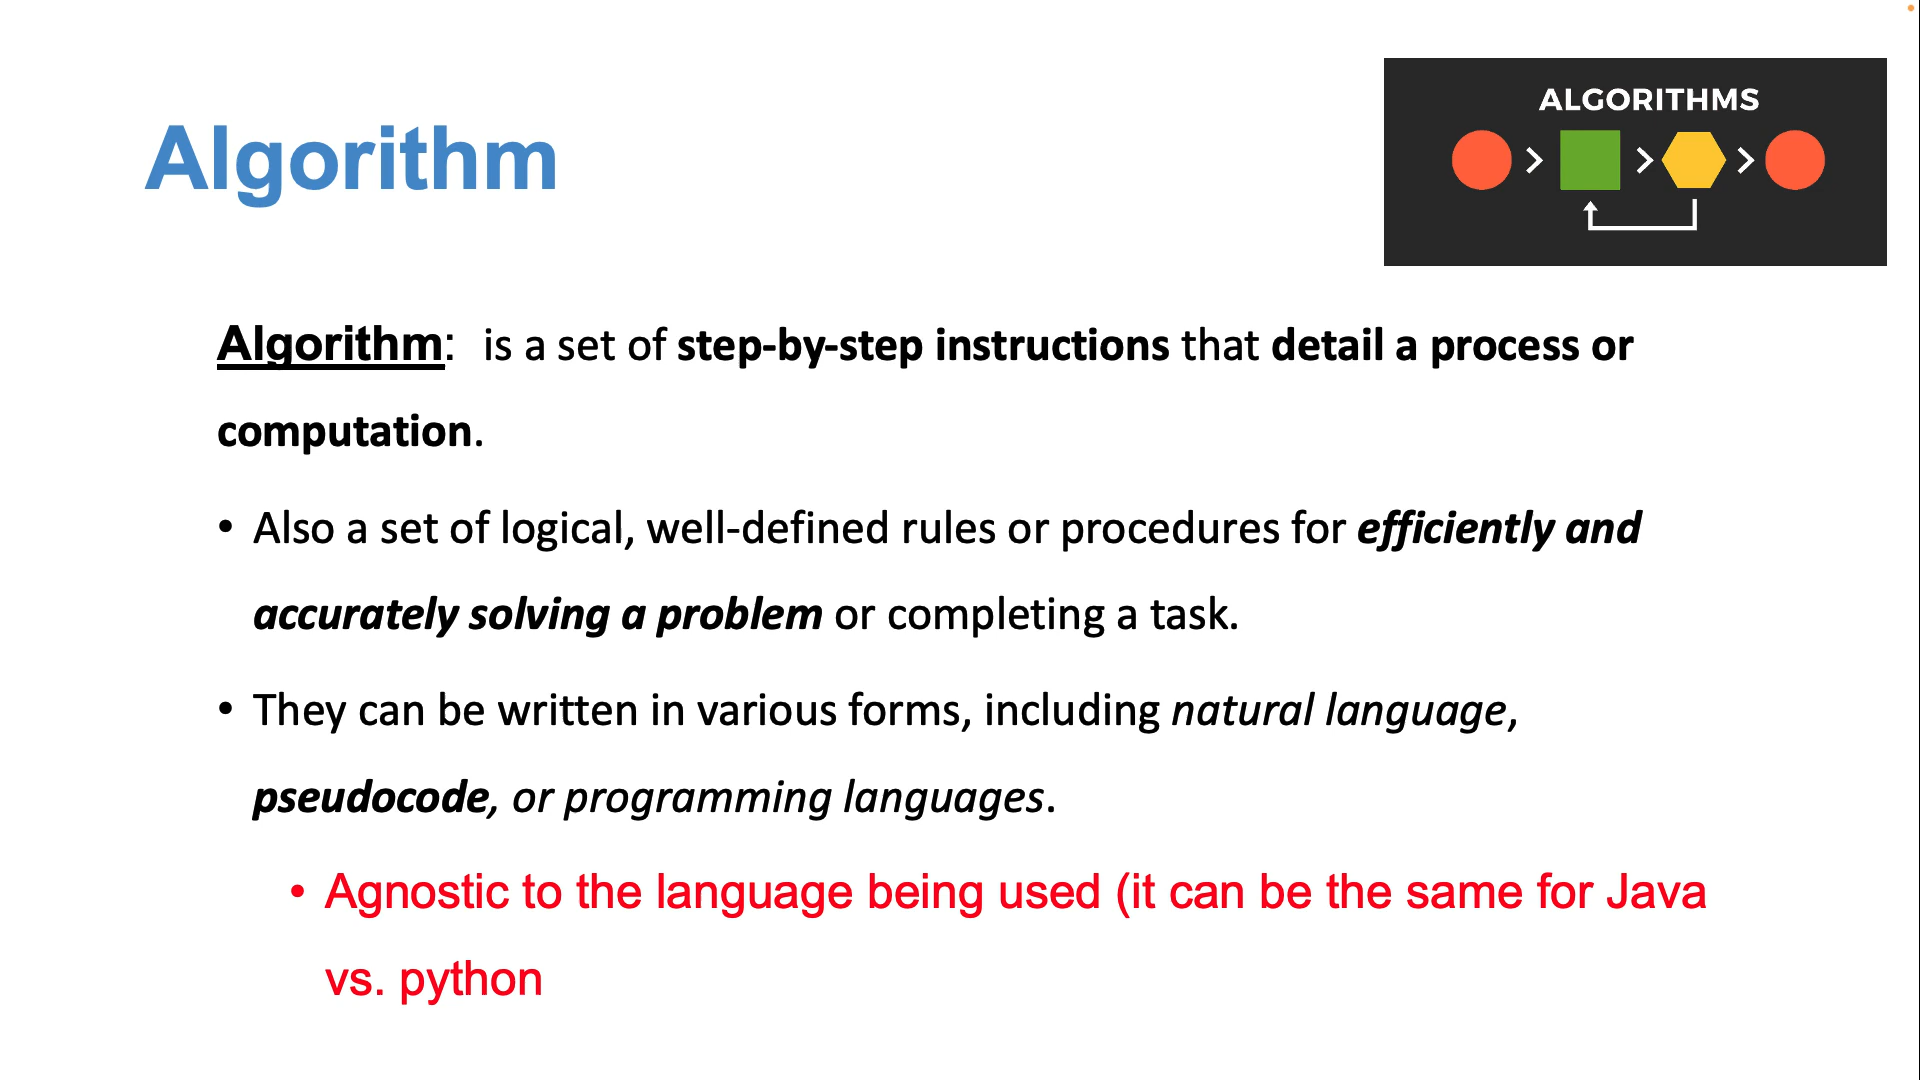 ALGORITHMS
Algorithm
Algorithm: is a set of step-by-step instructions that detail a process or
computation.
• Also a set of logical, well-defined rules or procedures for efficiently and
accurately solving a problem or completing a task.
• They can be written in various forms, including natural language,
pseudocode, or programming languages.
• Agnostic to the language being used (it can be the same for Java
vs. python